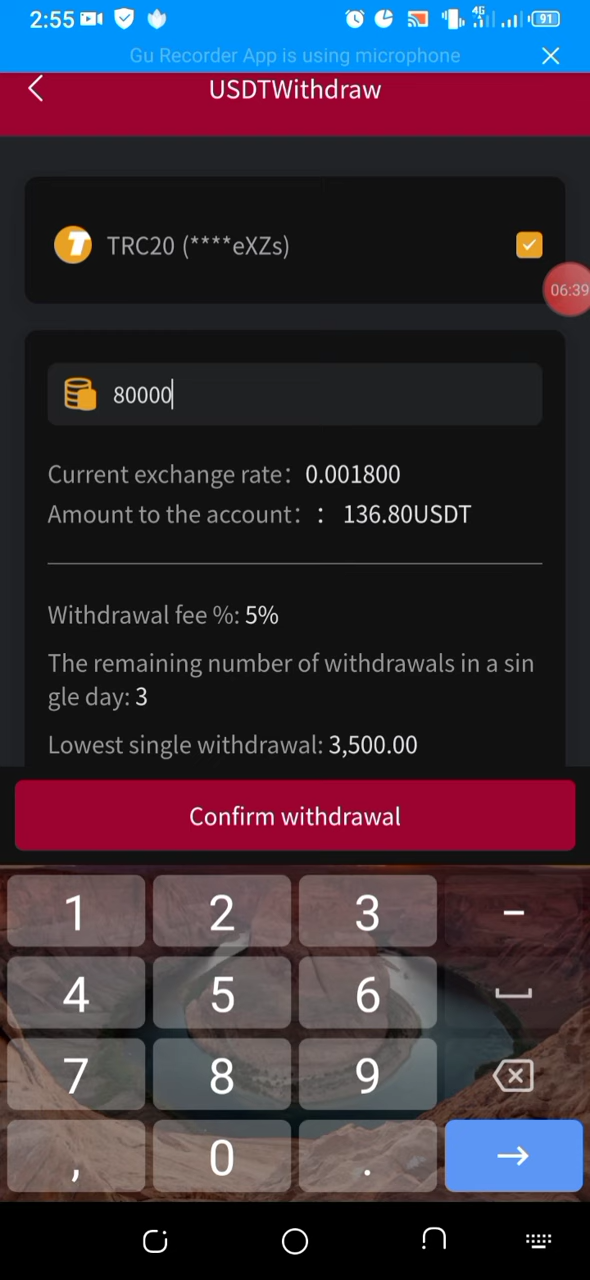 2:55
4G
91
Gu Recorder App is using microphone
USDTWithdraw
TRC20 (****eXZs)
06:39
80000
Current exchange rate： 0.001800
Amount to the account： ： 136.80USDT
Withdrawal fee %: 5%
The remaining number of withdrawals in a sin
gle day: 3
Lowest single withdrawal: 3,500.00
Confirm withdrawal
1 2 3 −
4 5 6
7 8 9
, 0 .